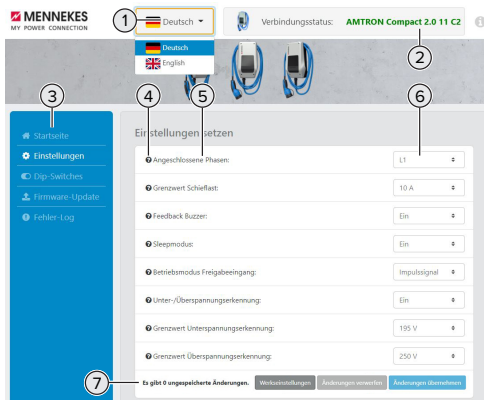 MENNEKES
MY POWER CONNECTION
1
Deutsch
Deutsch
English
Verbindungsstatus: AMTRON Compact 2.0 11 C2
2
3
4
5
6
Startseite
Einstellungen
Dip-Switches
Firmware-Update
Fehler-Log
Einstellungen setzen
Angeschlossene Phasen: L1
Grenzwert Schieflast: 10 A
Feedback Buzzer: Ein
Sleepmodus: Ein
Betriebsmodus Freigabeeingang: Impulssignal
Unter-/Überspannungserkennung: Ein
Grenzwert Unterspannungserkennung: 195 V
Grenzwert Überspannungserkennung: 250 V
7
Es gibt 0 ungespeicherte Änderungen. Werkseinstellungen Änderungen verwerfen Änderungen übernehmen